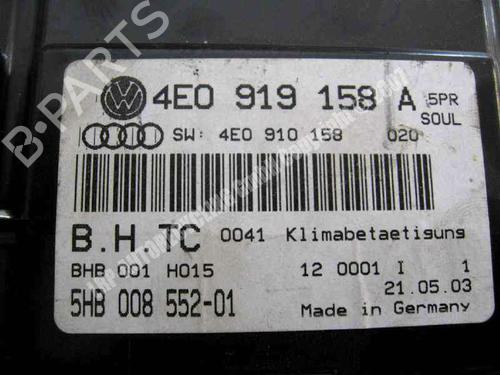 4E0 919 158 A 5PR
SOUL
SW: 4E0 910 158 020
B.H.TC 0041 Klimabetaetigung
BHB 001 H015 12 0001 I 1
5HB 008 552-01 21.05.03
Made in Germany
B-Parts